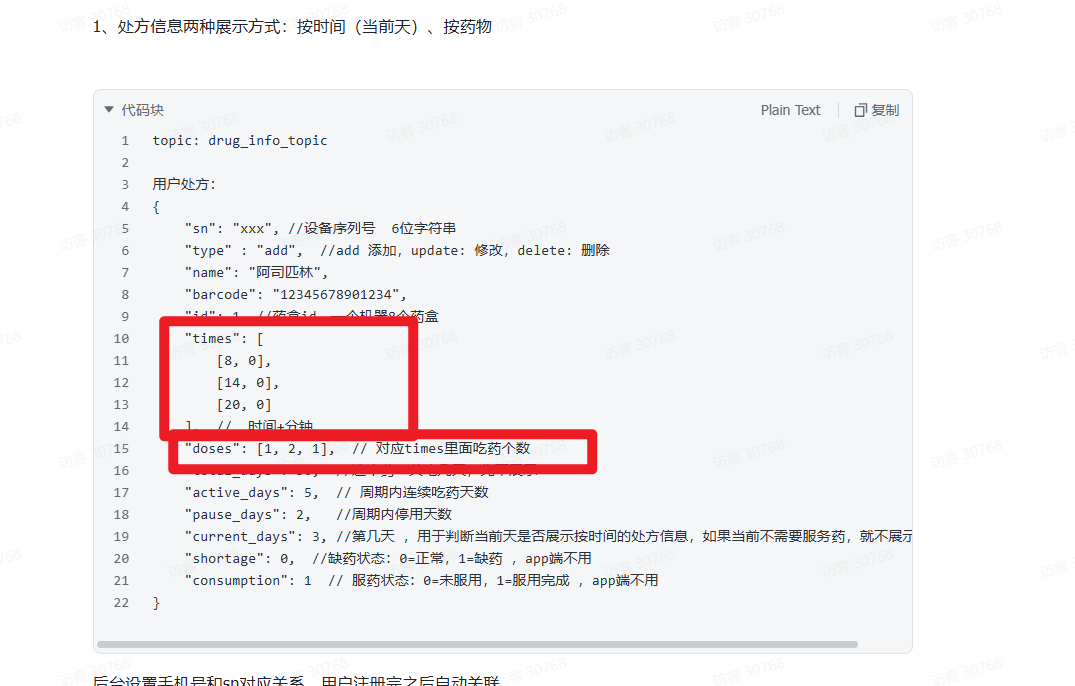 1、处方信息两种展示方式：按时间（当前天）、按药物
代码块
Plain Text
复制
1 topic: drug_info_topic
2
3 用户处方:
4 {
5 "sn": "xxx", //设备序列号  6位字符串
6 "type" : "add",  //add 添加, update: 修改, delete: 删除
7 "name": "阿司匹林",
8 "barcode": "12345678901234",
9 "id": 1, //药盒id, 一个机器8个药盒
10 "times": [
11 [8, 0],
12 [14, 0],
13 [20, 0]
14 ], // 时间+分钟
15 "doses": [1, 2, 1],  // 对应times里面吃药个数
16
17 "active_days": 5,  // 周期内连续吃药天数
18 "pause_days": 2,   //周期内停用天数
19 "current_days": 3, //第几天 ，用于判断当前天是否展示按时间的处方信息，如果当前不需要服务药，就不展示
20 "shortage": 0,  //缺药状态: 0=正常, 1=缺药 , app端不用
21 "consumption": 1  // 服药状态: 0=未服用, 1=服用完成 , app端不用
22 }
后台设置手机号和sn对应关系，用户注册完之后自动关联
访客 30768